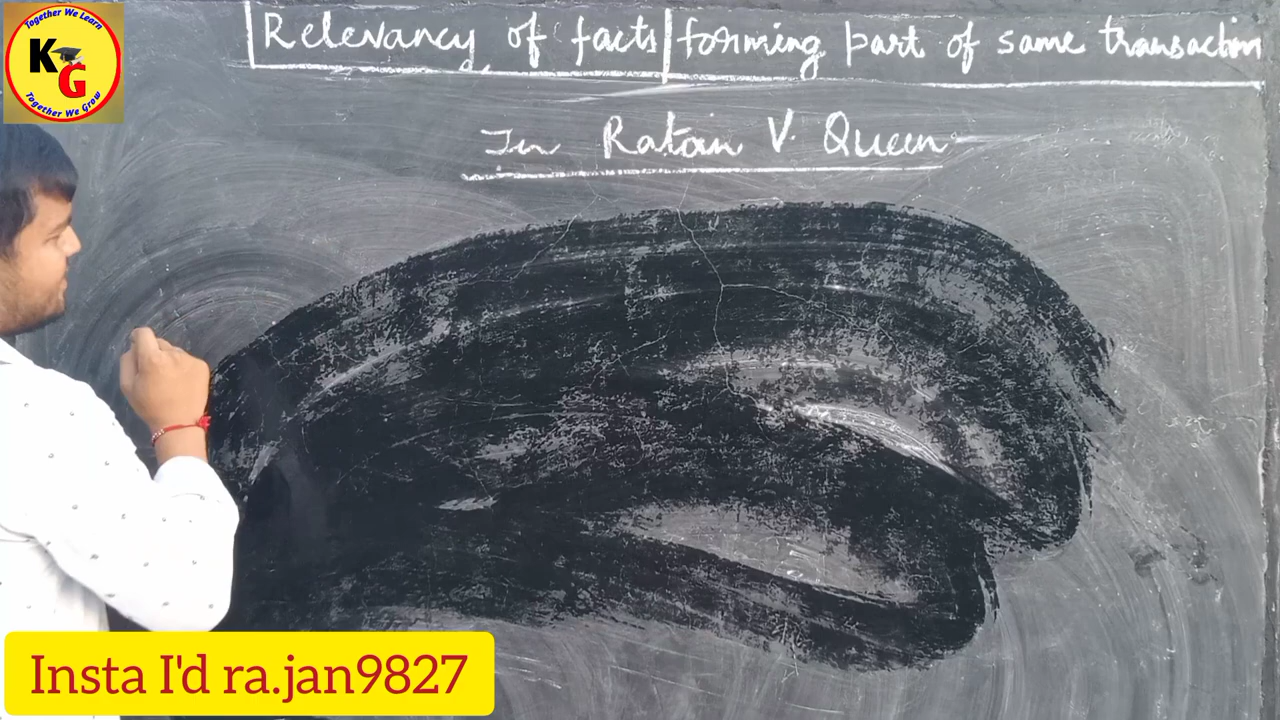 Together We Learn
KG
Together We Grow
Relevancy of facts forming part of same transaction
In Ratan V. Queen
Insta I'd ra.jan9827